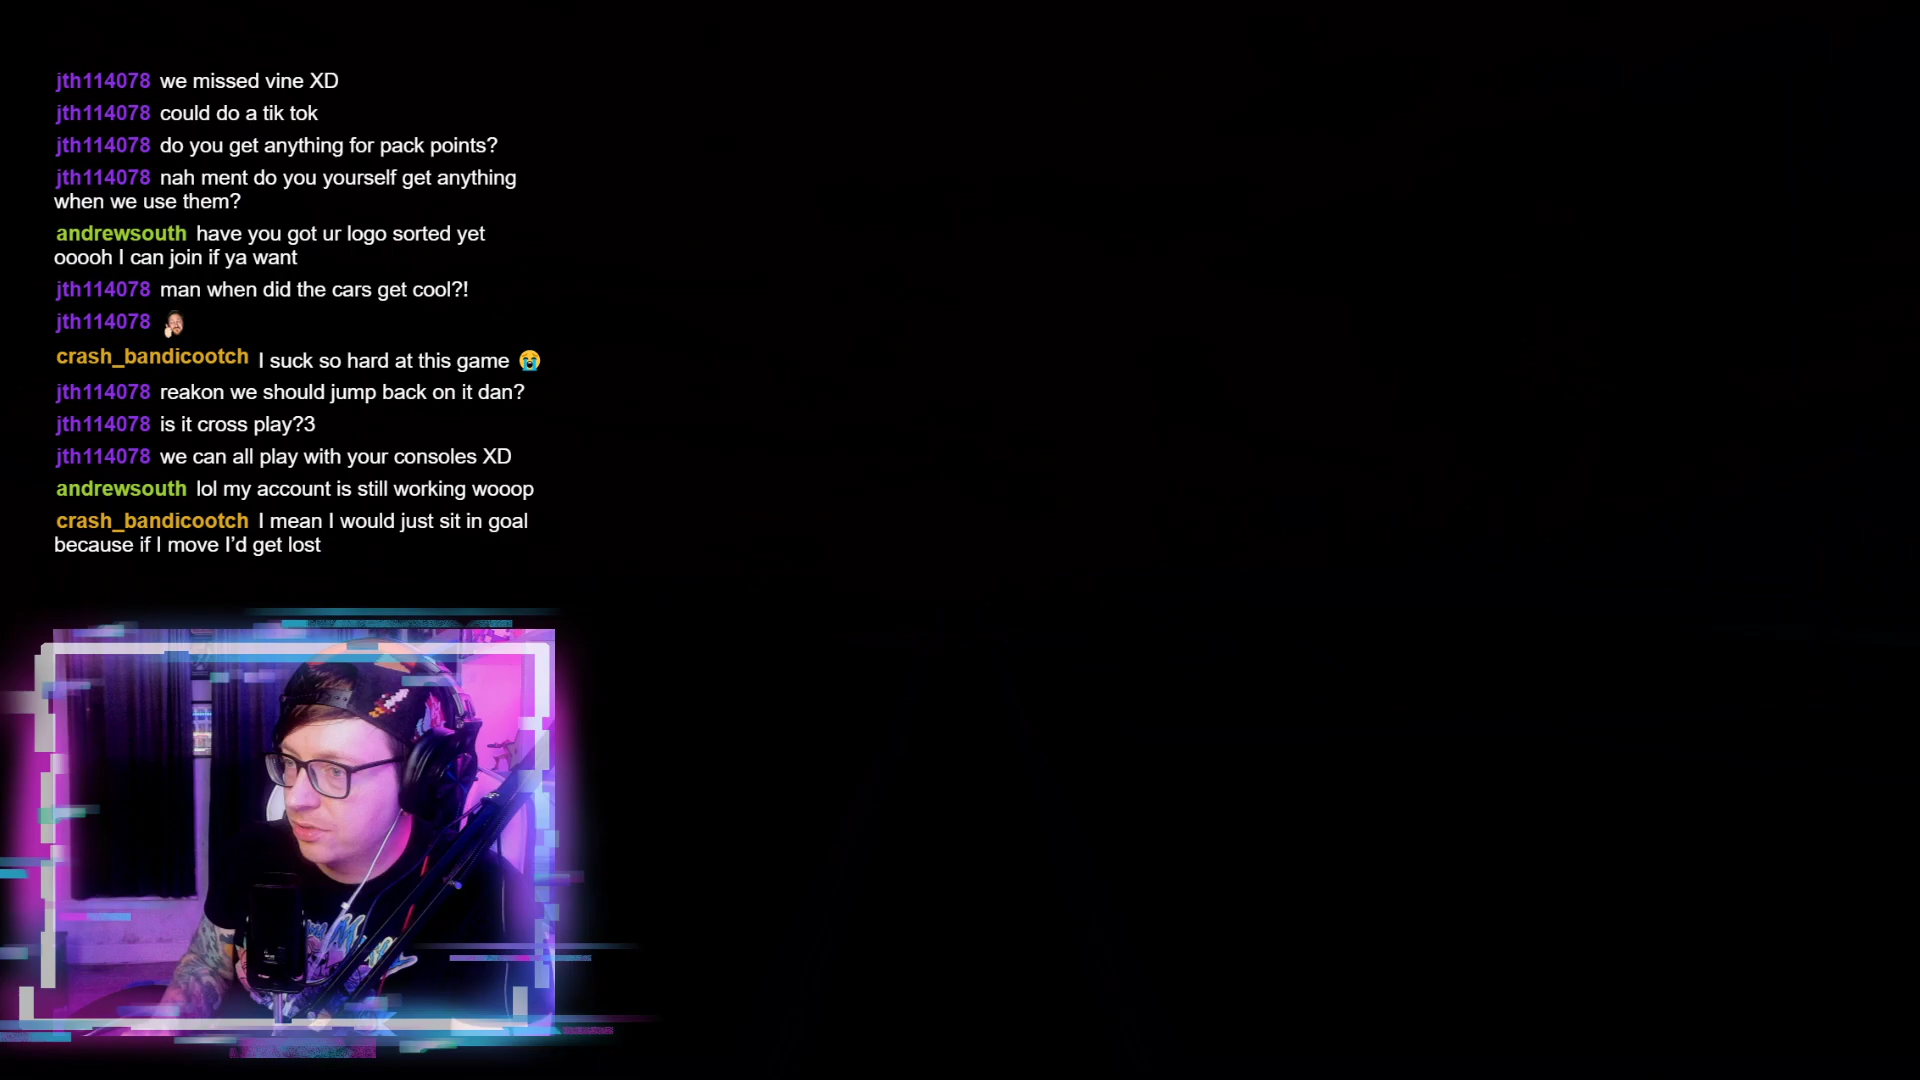 jth114078 we missed vine XD
jth114078 could do a tik tok
jth114078 do you get anything for pack points?
jth114078 nah ment do you yourself get anything
when we use them?
andrewsouth have you got ur logo sorted yet
ooooh I can join if ya want
jth114078 man when did the cars get cool?!
jth114078
crash_bandicootch I suck so hard at this game 😭
jth114078 reakon we should jump back on it dan?
jth114078 is it cross play?3
jth114078 we can all play with your consoles XD
andrewsouth lol my account is still working wooop
crash_bandicootch I mean I would just sit in goal
because if I move I’d get lost